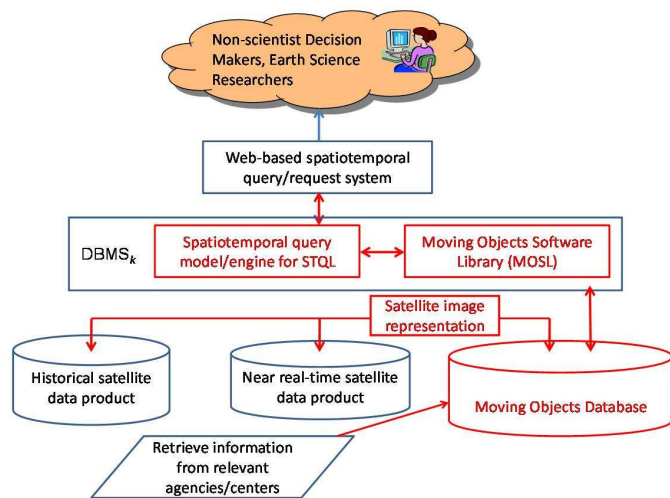 Non-scientist Decision
Makers, Earth Science
Researchers
Web-based spatiotemporal
query/request system
DBMSk
Spatiotemporal query
model/engine for STQL
Moving Objects Software
Library (MOSL)
Satellite image
representation
Historical satellite
data product
Near real-time satellite
data product
Moving Objects Database
Retrieve information
from relevant
agencies/centers